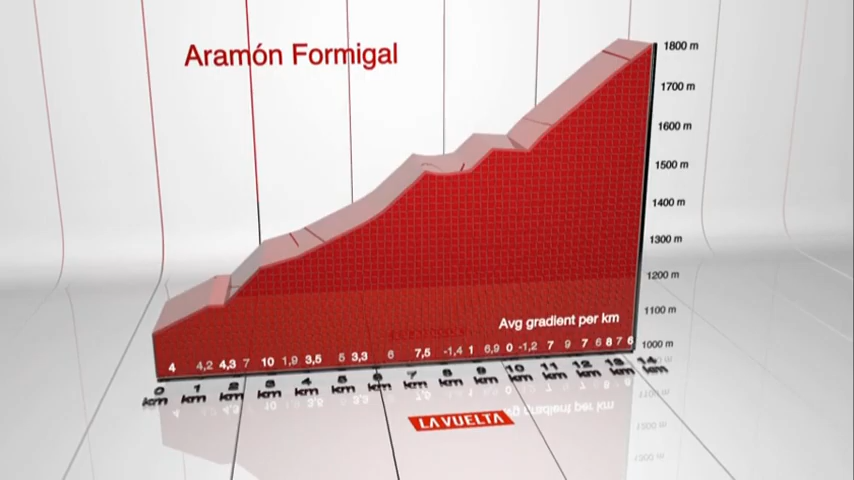 Aramón Formigal
1800 m
1700 m
1600 m
1500 m
1400 m
1300 m
1200 m
1100 m
1000 m
Avg gradient per km
4 4,2 4,3 7 10 1,9 3,5 5 3,3 6 7,5 -1,4 1 6,9 0 -1,2 7 9 7 6 8 7 6
0 km 1 km 2 km 3 km 4 km 5 km 6 km 7 km 8 km 9 km 10 km 11 km 12 km 13 km 14 km
LA VUELTA